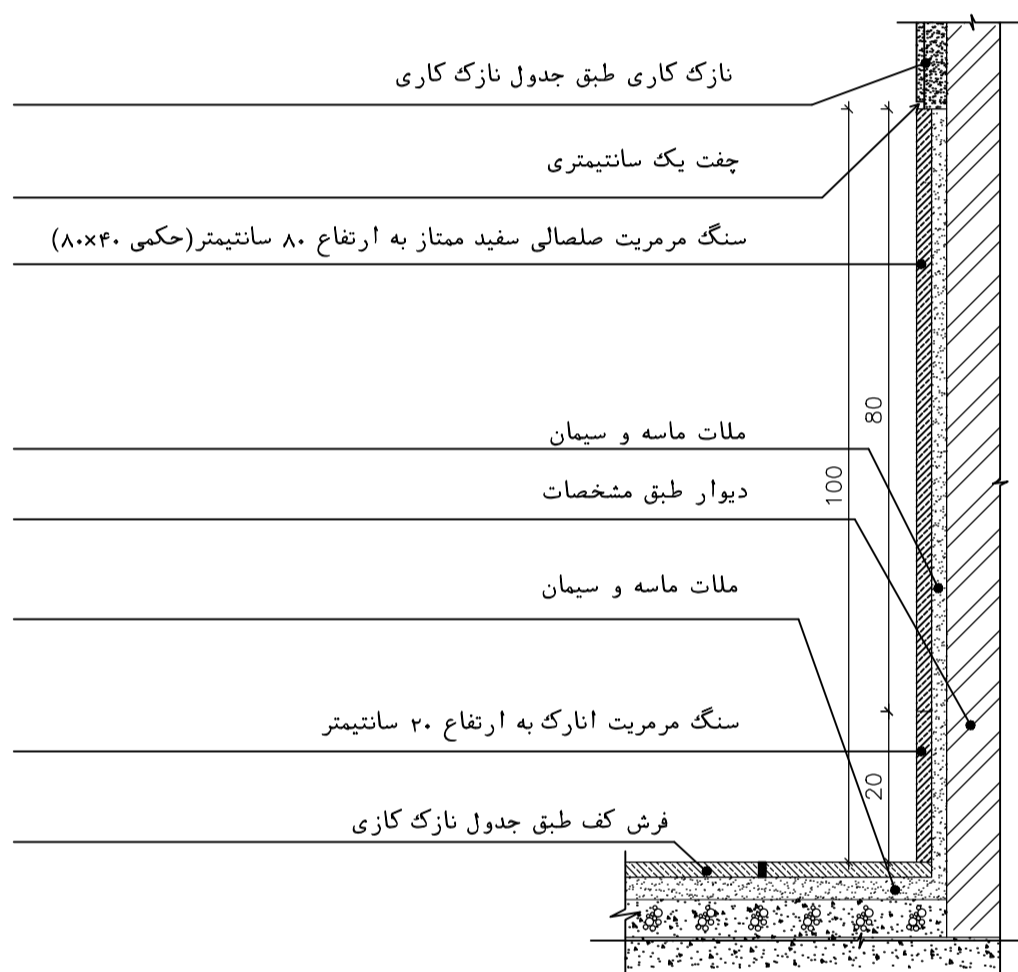 نازک کاری طبق جدول نازک کاری
چفت یک سانتیمتری
سنگ مرمریت صلصالی سفید ممتاز به ارتفاع ۸۰ سانتیمتر(حکمی ۴۰×۸۰)
80
ملات ماسه و سیمان
100
دیوار طبق مشخصات
ملات ماسه و سیمان
سنگ مرمریت انارک به ارتفاع ۲۰ سانتیمتر
20
فرش کف طبق جدول نازک کازی